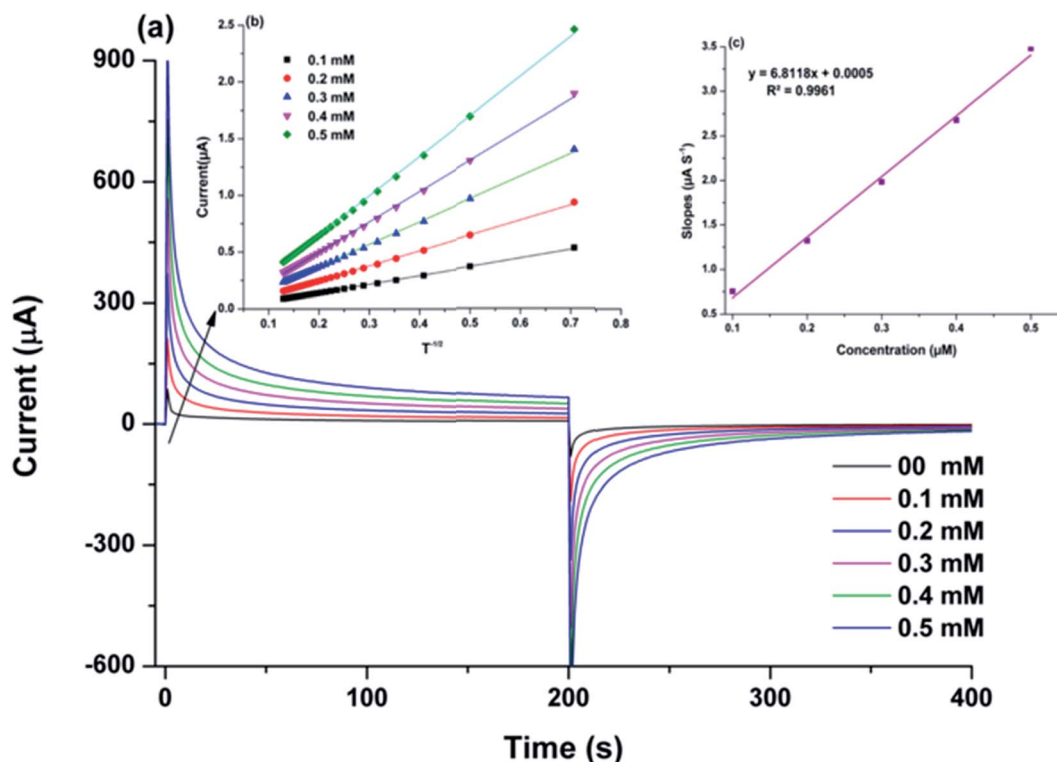 (a)
Current (µA)
900
600
300
0
-300
-600
0
100
200
300
400
Time (s)
00 mM
0.1 mM
0.2 mM
0.3 mM
0.4 mM
0.5 mM
(b)
0.1 mM
0.2 mM
0.3 mM
0.4 mM
0.5 mM
Current(µA)
2.5
2.0
1.5
1.0
0.5
0.0
0.1
0.2
0.3
0.4
0.5
0.6
0.7
0.8
T⁻¹/²
(c)
y = 6.8118x + 0.0005
R² = 0.9961
Slopes (µA S⁻¹)
3.5
3.0
2.5
2.0
1.5
1.0
0.5
0.1
0.2
0.3
0.4
0.5
Concentration (µM)